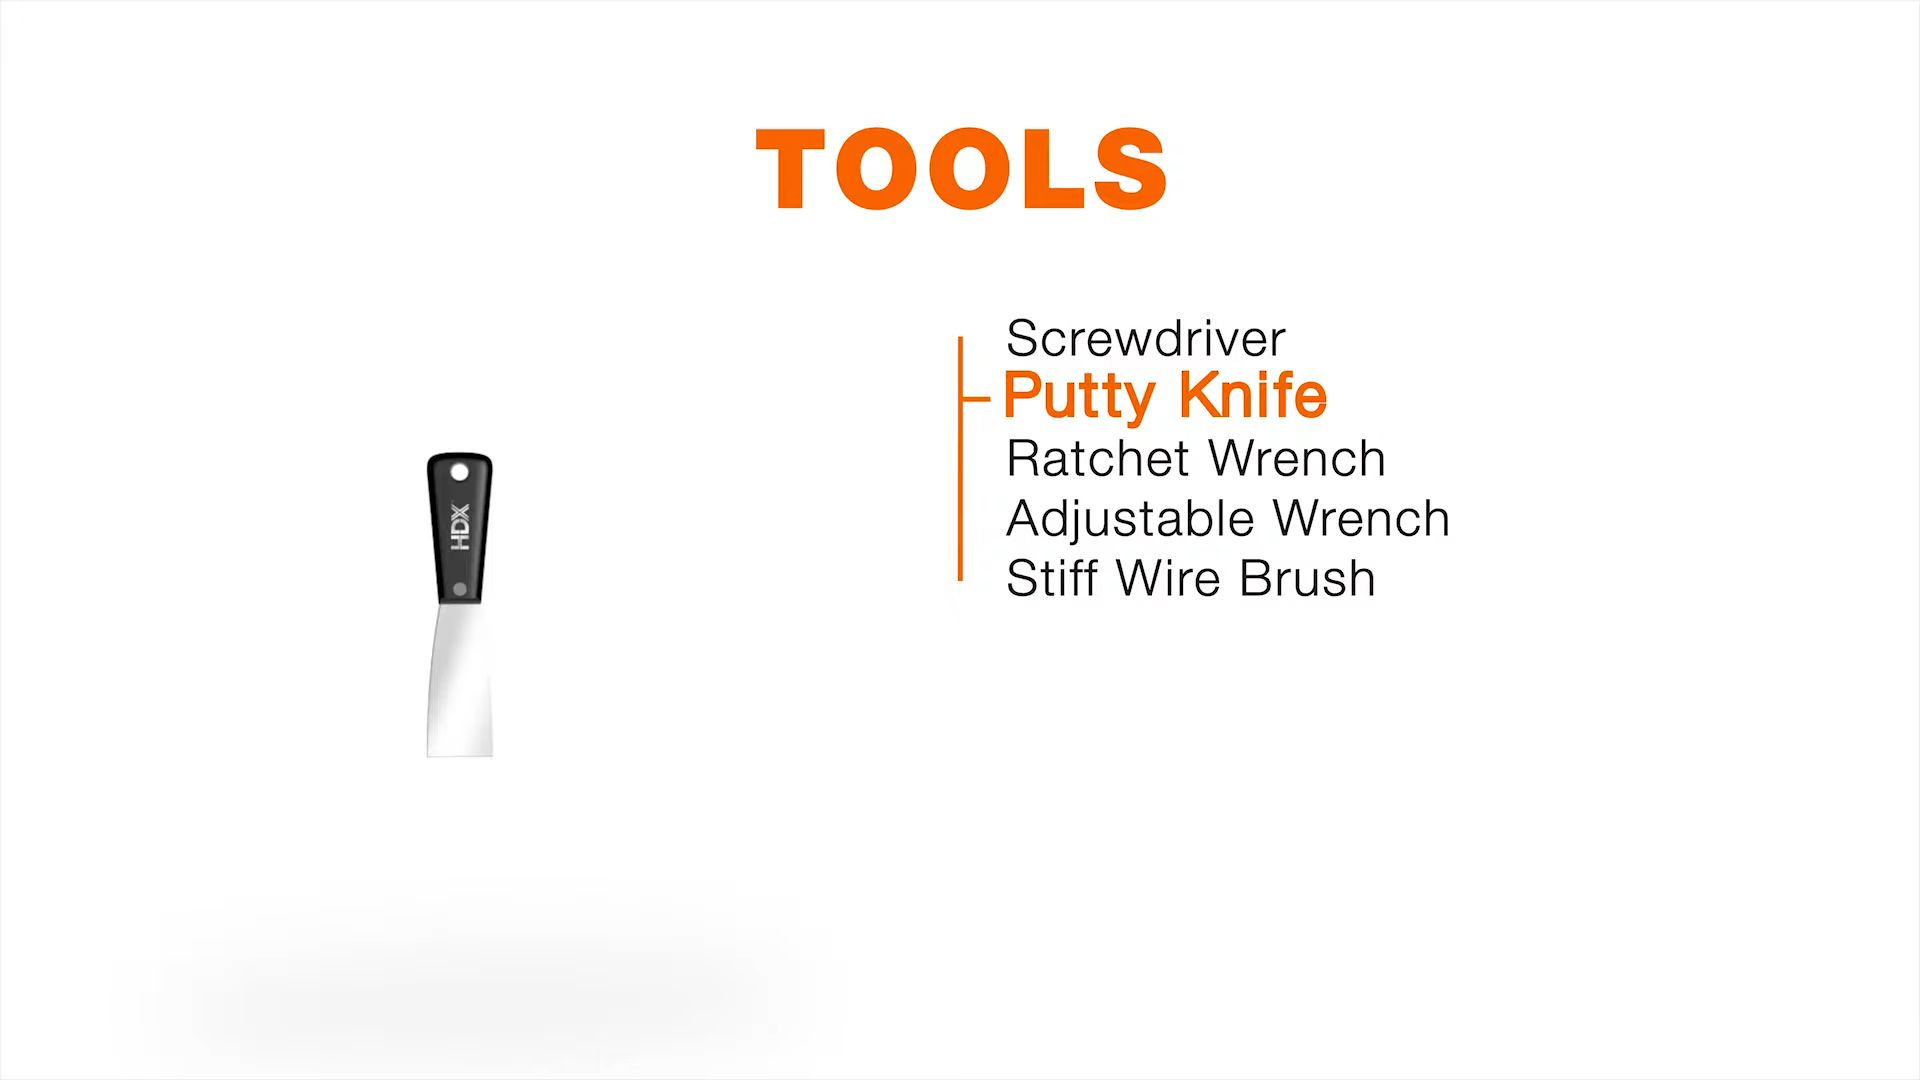 TOOLS
Screwdriver
Putty Knife
Ratchet Wrench
Adjustable Wrench
Stiff Wire Brush
HDX